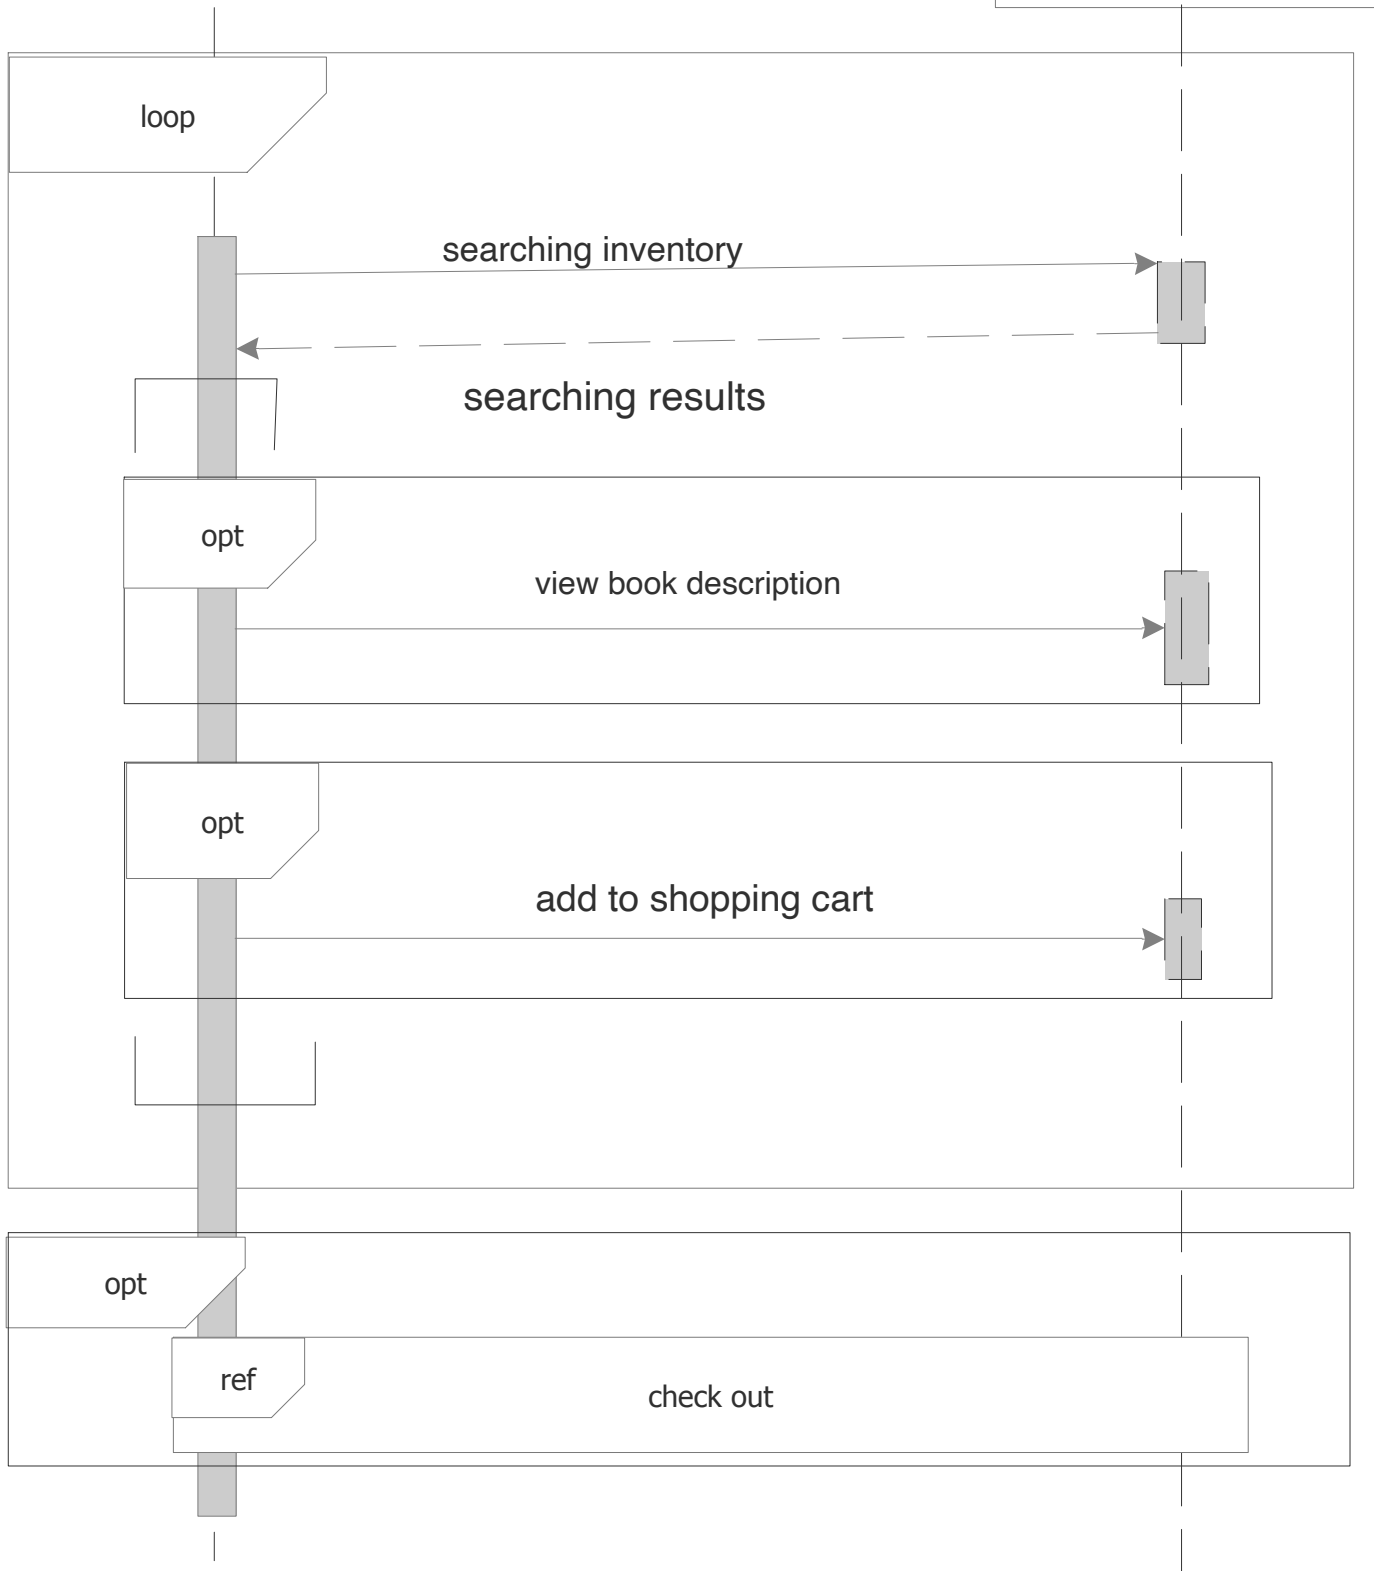 loop
searching inventory
searching results
opt
view book description
opt
add to shopping cart
opt
ref
check out